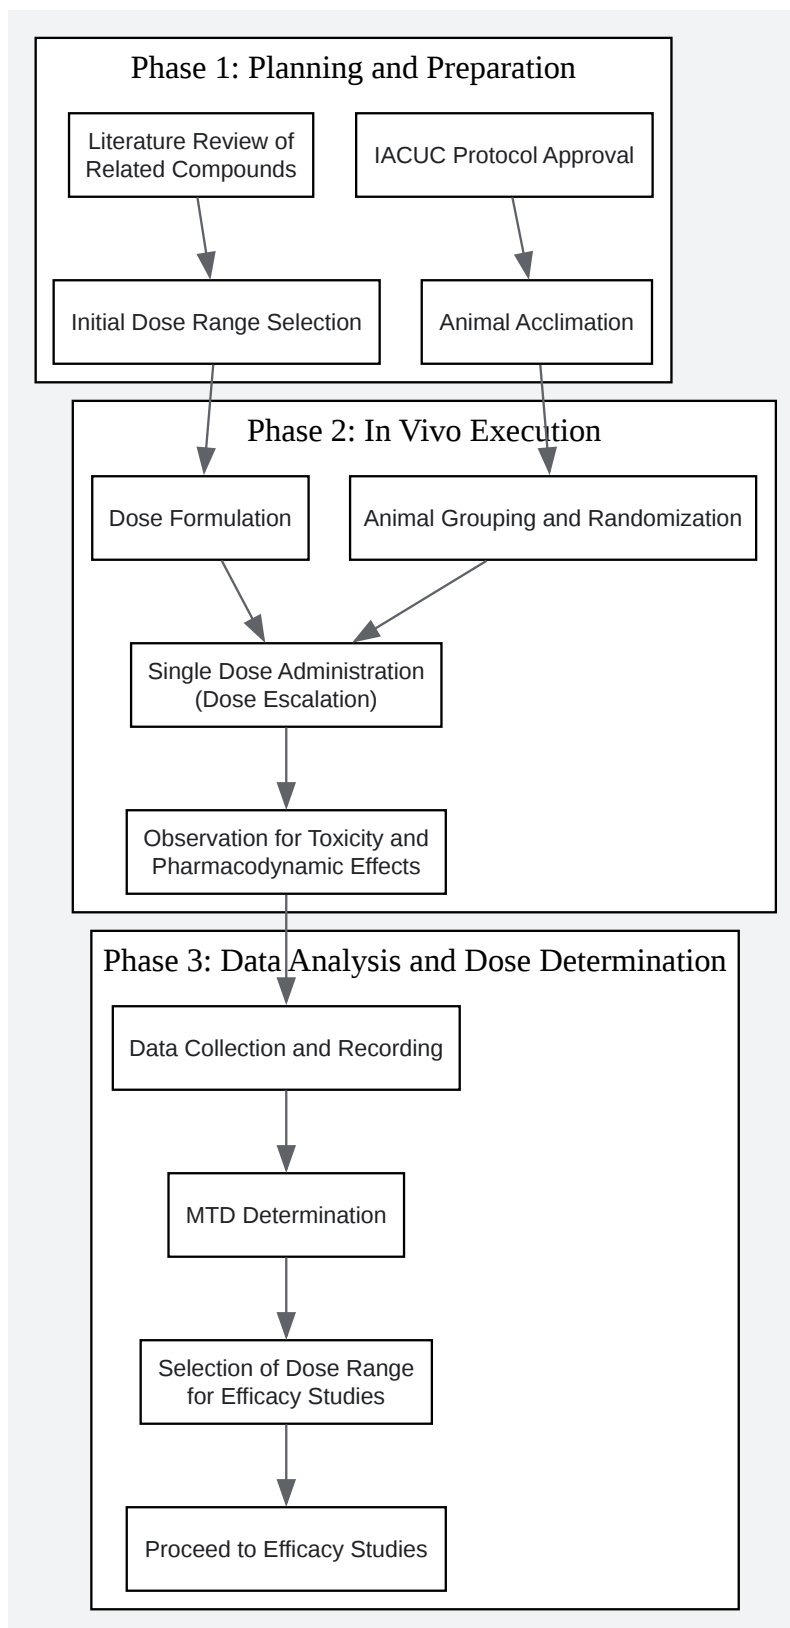 Phase 1: Planning and Preparation
Literature Review of
Related Compounds
IACUC Protocol Approval
Initial Dose Range Selection
Animal Acclimation
Phase 2: In Vivo Execution
Dose Formulation
Animal Grouping and Randomization
Single Dose Administration
(Dose Escalation)
Observation for Toxicity and
Pharmacodynamic Effects
Phase 3: Data Analysis and Dose Determination
Data Collection and Recording
MTD Determination
Selection of Dose Range
for Efficacy Studies
Proceed to Efficacy Studies